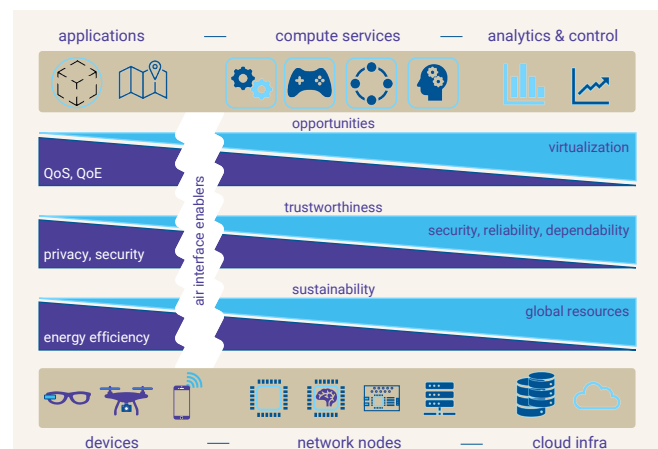 applications — compute services — analytics & control
opportunities
virtualization
QoS, QoE
trustworthiness
security, reliability, dependability
privacy, security
air interface enablers
sustainability
global resources
energy efficiency
devices — network nodes — cloud infra